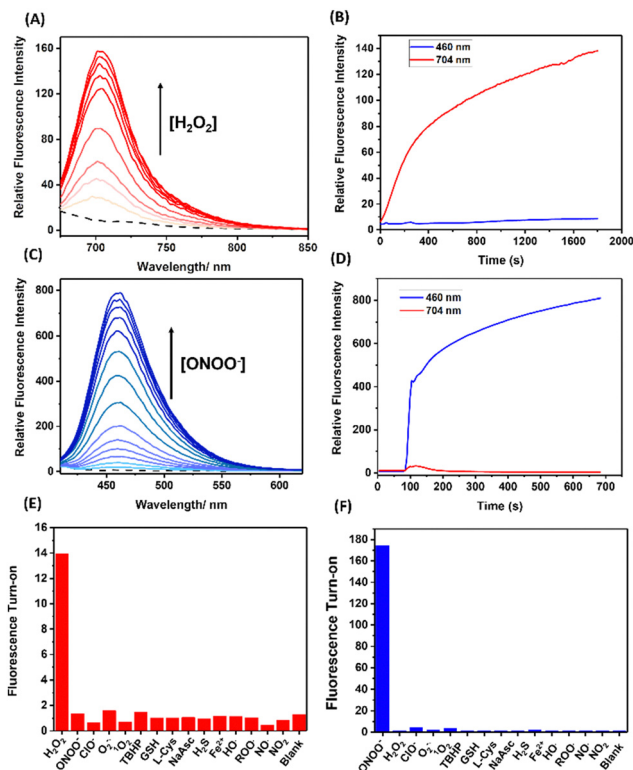 (A)
Relative Fluorescence Intensity
160
120
80
40
0
[H₂O₂]
700
750
800
850
Wavelength/ nm
(B)
Relative Fluorescence Intensity
140
120
100
80
60
40
20
0
460 nm
704 nm
0
400
800
1200
1600
2000
Time (s)
(C)
Relative Fluorescence Intensity
800
600
400
200
0
[ONOO⁻]
450
500
550
600
Wavelength/ nm
(D)
Relative Fluorscence Intensity
800
600
400
200
0
460 nm
704 nm
0
100
200
300
400
500
600
700
Time (s)
(E)
Fluorescence Turn-on
16
14
12
10
8
6
4
2
0
H₂O₂
ONOO⁻
ClO⁻
O₂⁻·
¹O₂
TBHP
GSH
L-Cys
NaAsc
H₂S
Fe²⁺
HO·
ROO·
NO·
NO₂⁻
Blank
(F)
Fluorescence Turn-on
180
160
140
120
100
80
60
40
20
0
ONOO⁻
H₂O₂
ClO⁻
O₂⁻·
¹O₂
TBHP
GSH
L-Cys
NaAsc
H₂S
Fe²⁺
HO·
ROO·
NO·
NO₂⁻
Blank